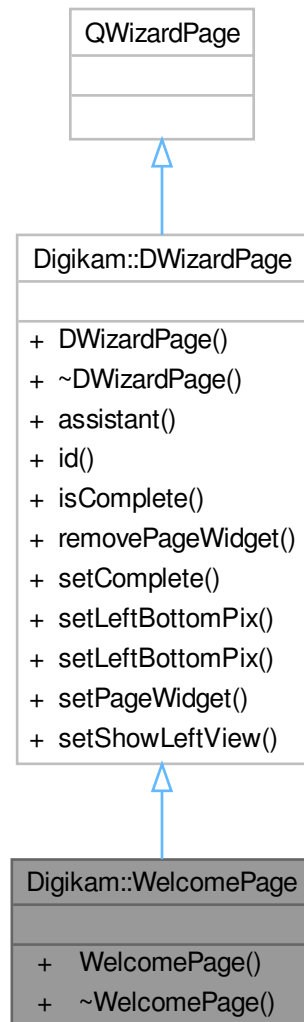 QWizardPage
Digikam::DWizardPage
+ DWizardPage()
+ ~DWizardPage()
+ assistant()
+ id()
+ isComplete()
+ removePageWidget()
+ setComplete()
+ setLeftBottomPix()
+ setLeftBottomPix()
+ setPageWidget()
+ setShowLeftView()
Digikam::WelcomePage
+ WelcomePage()
+ ~WelcomePage()